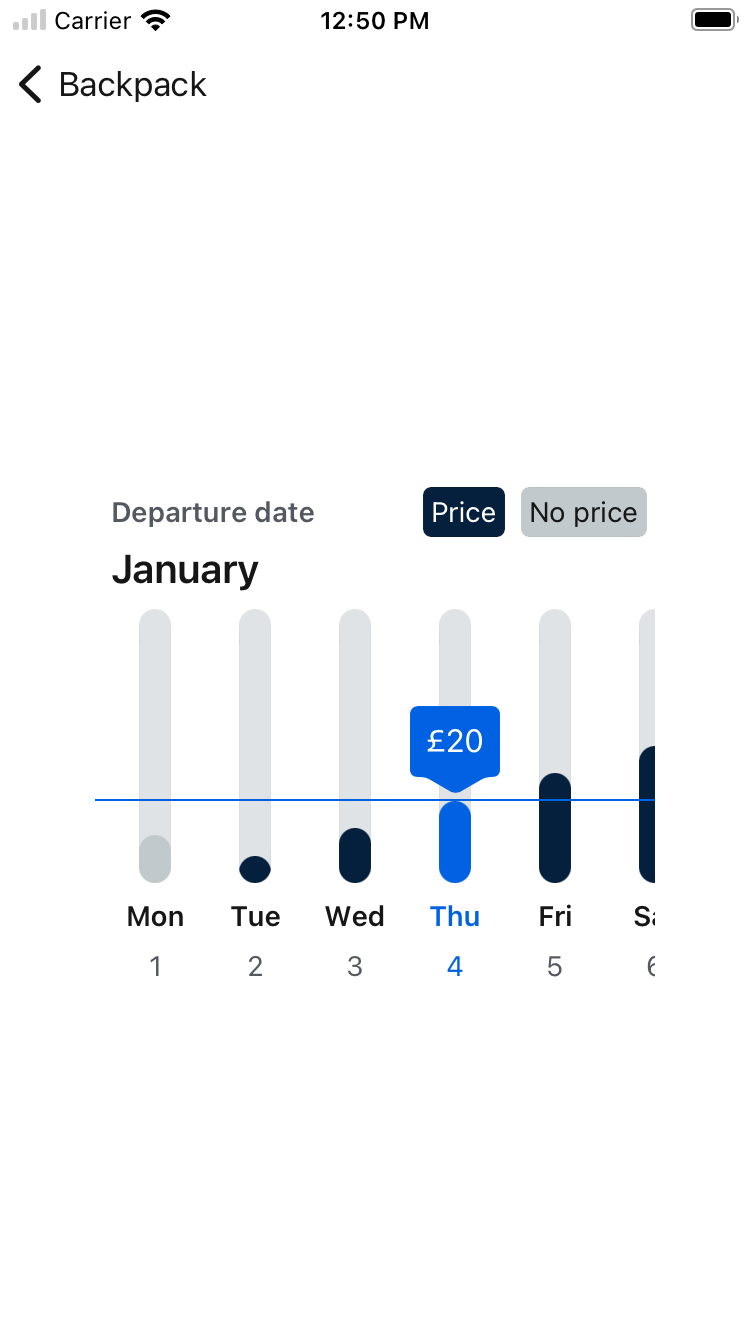 Carrier 12:50 PM
Backpack
Departure date Price No price
January
£20
Mon Tue Wed Thu Fri
1 2 3 4 5 6